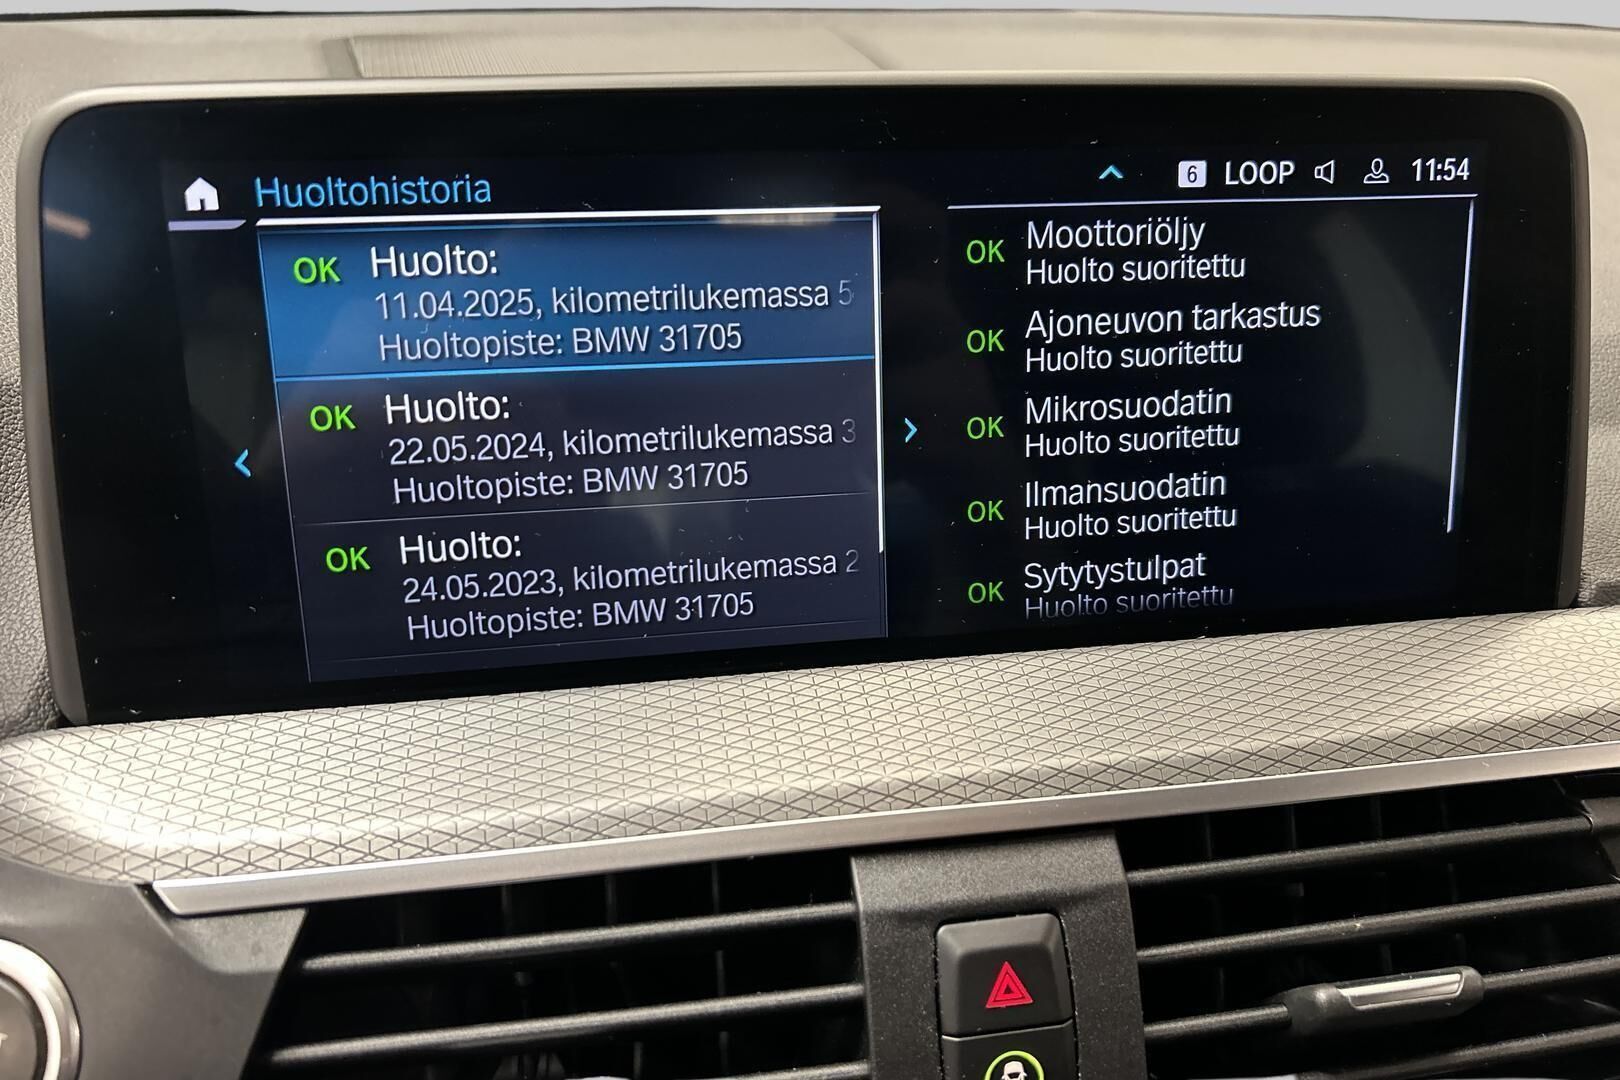 Huoltohistoria
6 LOOP 11:54
OK Huolto:
11.04.2025, kilometrilukemassa 5
Huoltopiste: BMW 31705
OK Huolto:
22.05.2024, kilometrilukemassa 3
Huoltopiste: BMW 31705
OK Huolto:
24.05.2023, kilometrilukemassa 2
Huoltopiste: BMW 31705
OK Moottoriöljy
Huolto suoritettu
OK Ajoneuvon tarkastus
Huolto suoritettu
OK Mikrosuodatin
Huolto suoritettu
OK Ilmansuodatin
Huolto suoritettu
OK Sytytystulpat
Huolto suoritettu